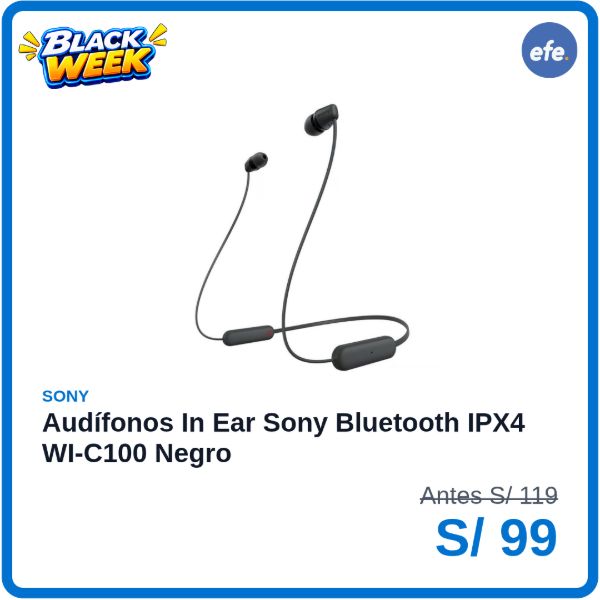 BLACK
WEEK
efe.
SONY
Audífonos In Ear Sony Bluetooth IPX4
WI-C100 Negro
Antes S/ 119
S/ 99